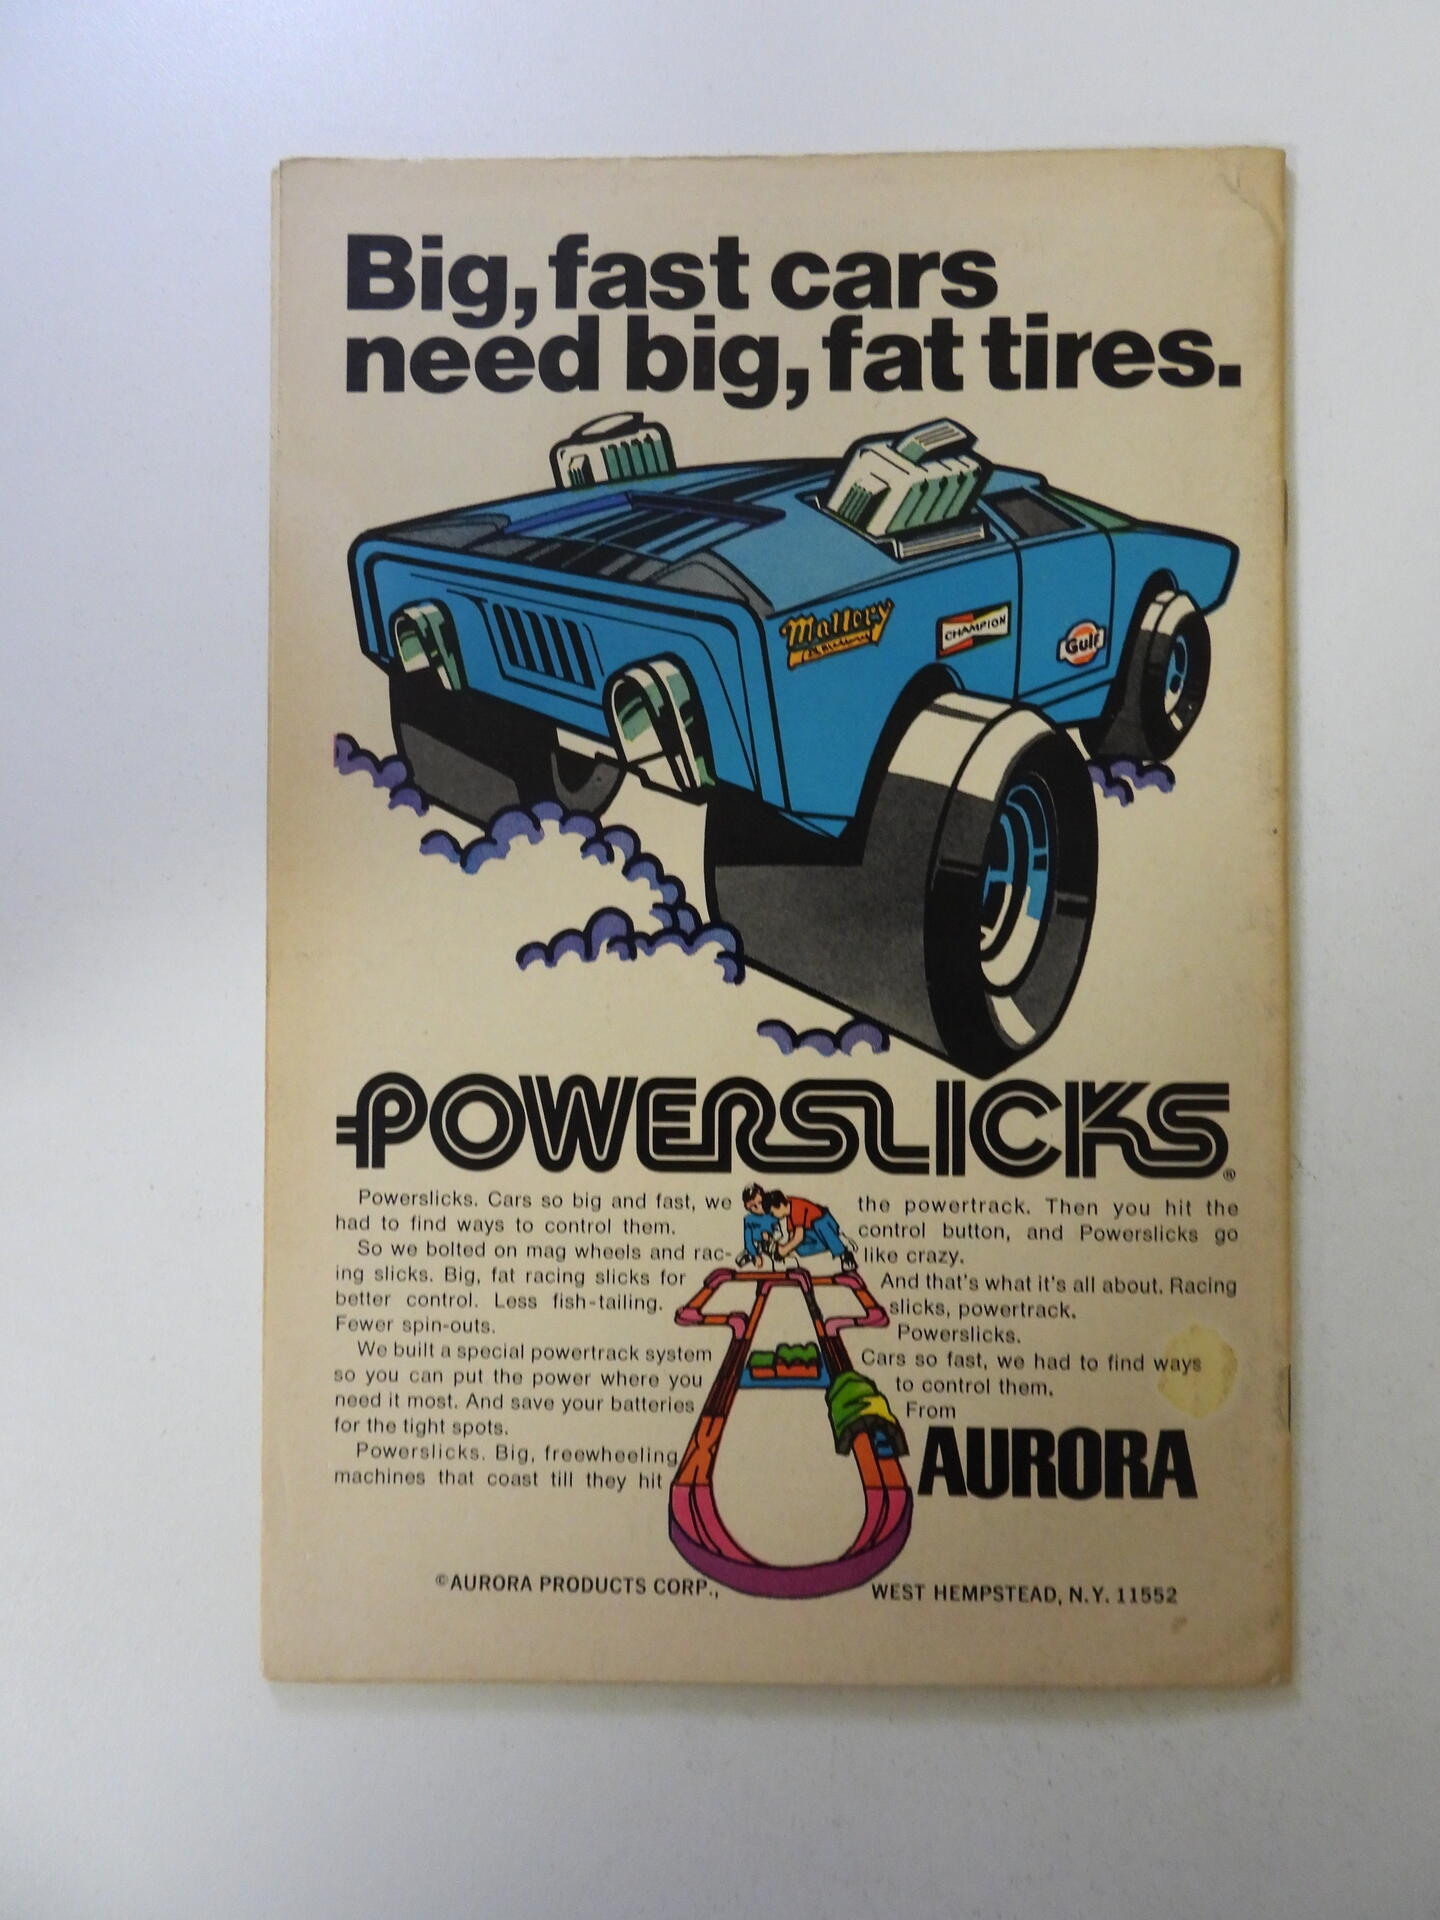 Big, fast cars
need big, fat tires.
Mallory
CHAMPION
Gulf
POWERSLICKS®
Powerslicks. Cars so big and fast, we
had to find ways to control them.
So we bolted on mag wheels and rac-
ing slicks. Big, fat racing slicks for
better control. Less fish-tailing.
Fewer spin-outs.
We built a special powertrack system
so you can put the power where you
need it most. And save your batteries
for the tight spots.
Powerslicks. Big, freewheeling
machines that coast till they hit
the powertrack. Then you hit the
control button, and Powerslicks go
like crazy.
And that's what it's all about. Racing
slicks, powertrack.
Powerslicks.
Cars so fast, we had to find ways
to control them.
From
AURORA
©AURORA PRODUCTS CORP., WEST HEMPSTEAD, N.Y. 11552